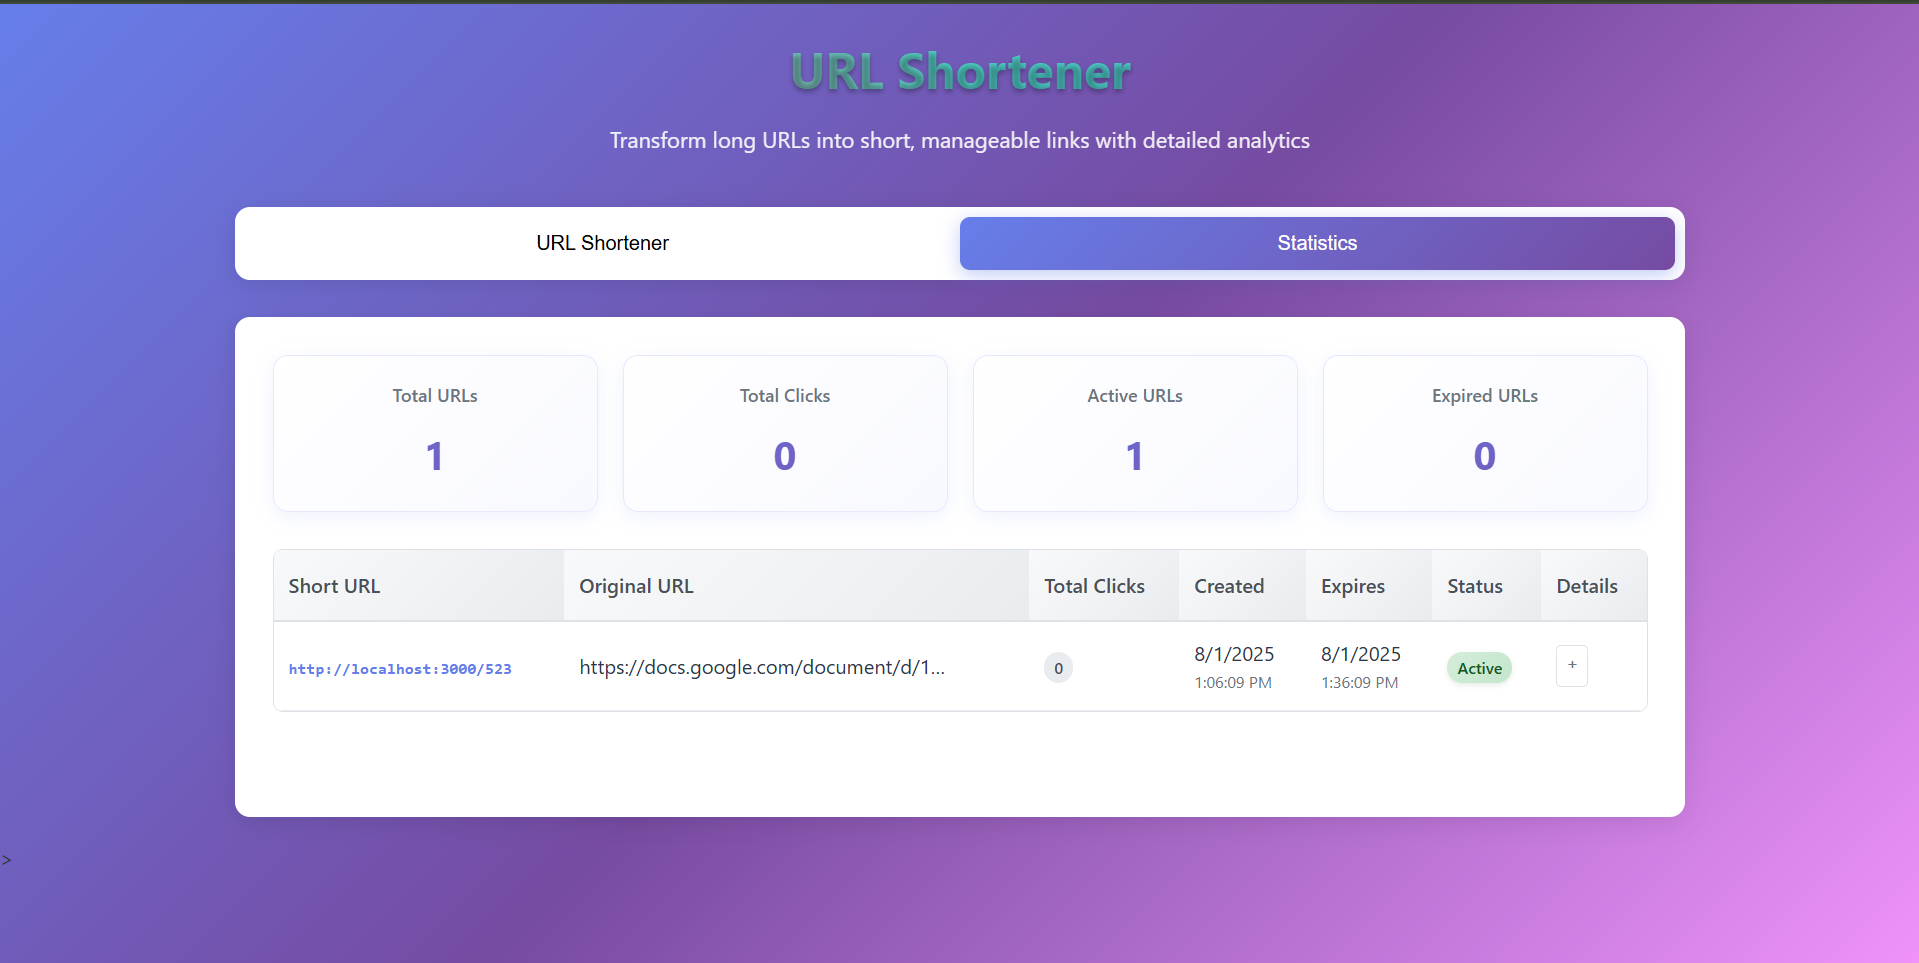 URL Shortener
Transform long URLs into short, manageable links with detailed analytics
URL Shortener Statistics
Total URLs Total Clicks Active URLs Expired URLs
1 0 1 0
Short URL Original URL Total Clicks Created Expires Status Details
http://localhost:3000/523 https://docs.google.com/document/d/1... 0 8/1/2025 8/1/2025 Active +
1:06:09 PM 1:36:09 PM
>